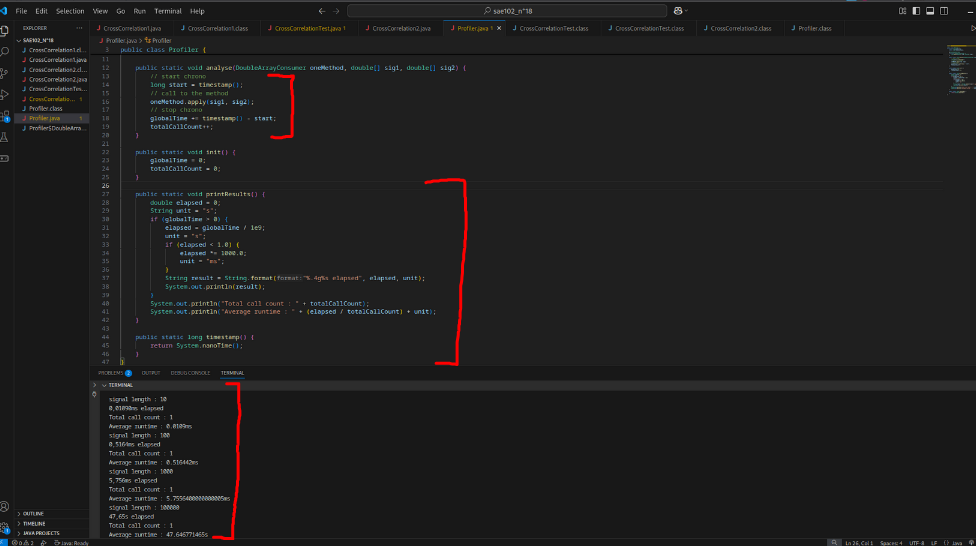 File Edit Selection View Go Run Terminal Help
sae102_n°18
EXPLORER
SAE102_N°18
CrossCorrelation1.cl...
CrossCorrelation1.java
CrossCorrelation2.cl...
CrossCorrelation2.java
CrossCorrelationTes...
CrossCorrelatio... 1
Profiler.class
Profiler.java 1
Profiler$DoubleArra...
OUTLINE
TIMELINE
JAVA PROJECTS
CrossCorrelation1.java CrossCorrelation1.class CrossCorrelationTest.java 1 CrossCorrelation2.java Profiler.java 1 CrossCorrelationTest.class CrossCorrelationTest.class CrossCorrelation2.class Profiler.class
Profiler.java > Profiler
3 public class Profiler {
11
12 public static void analyse(DoubleArrayConsumer oneMethod, double[] sig1, double[] sig2) {
13 // start chrono
14 long start = timestamp();
15 // call to the method
16 oneMethod.apply(sig1, sig2);
17 // stop chrono
18 globalTime += timestamp() - start;
19 totalCallCount++;
20 }
21
22 public static void init() {
23 globalTime = 0;
24 totalCallCount = 0;
25 }
26
27 public static void printResults() {
28 double elapsed = 0;
29 String unit = "s";
30 if (globalTime > 0) {
31 elapsed = globalTime / 1e9;
32 unit = "s";
33 if (elapsed < 1.0) {
34 elapsed *= 1000.0;
35 unit = "ms";
36 }
37 String result = String.format(format:"%.4g%s elapsed", elapsed, unit);
38 System.out.println(result);
39 }
40 System.out.println("Total call count : " + totalCallCount);
41 System.out.println("Average runtime : " + (elapsed / totalCallCount) + unit);
42 }
43
44 public static long timestamp() {
45 return System.nanoTime();
46 }
47 }
PROBLEMS 2 OUTPUT DEBUG CONSOLE TERMINAL
TERMINAL
signal length : 10
0,01090ms elapsed
Total call count : 1
Average runtime : 0.0109ms
signal length : 100
0,5164ms elapsed
Total call count : 1
Average runtime : 0.516442ms
signal length : 1000
5,756ms elapsed
Total call count : 1
Average runtime : 5.7556400000000005ms
signal length : 100000
47,65s elapsed
Total call count : 1
Average runtime : 47.646771465s
0 2 Java: Ready Ln 26, Col 1 Spaces: 4 UTF-8 LF Java